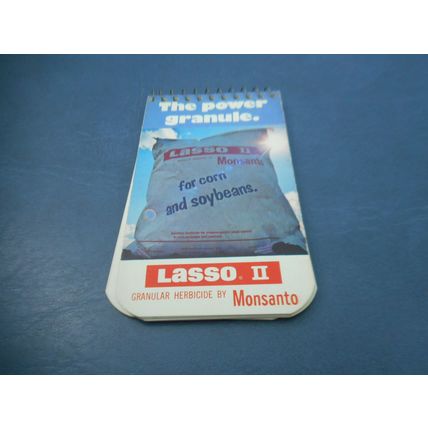 The power
granule.
LASSO II
Monsanto
for corn
and soybeans.
LASSO® II
GRANULAR HERBICIDE BY Monsanto